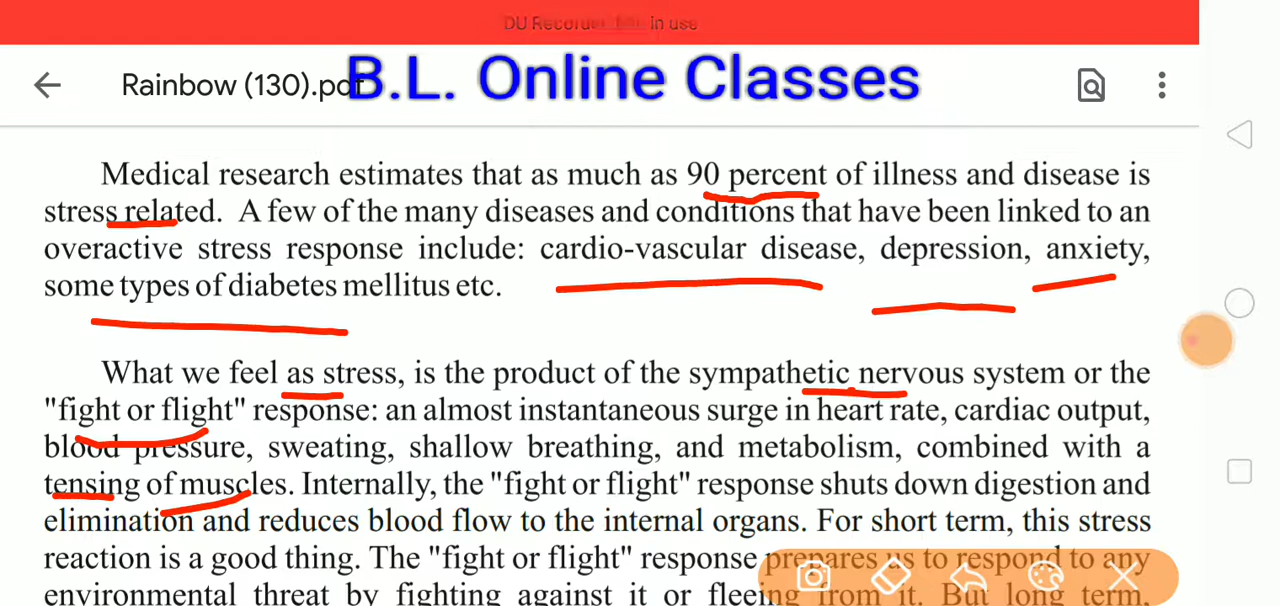 DU Recorder in use
Rainbow (130).pdf
B.L. Online Classes
Medical research estimates that as much as 90 percent of illness and disease is
stress related. A few of the many diseases and conditions that have been linked to an
overactive stress response include: cardio-vascular disease, depression, anxiety,
some types of diabetes mellitus etc.
What we feel as stress, is the product of the sympathetic nervous system or the
"fight or flight" response: an almost instantaneous surge in heart rate, cardiac output,
blood pressure, sweating, shallow breathing, and metabolism, combined with a
tensing of muscles. Internally, the "fight or flight" response shuts down digestion and
elimination and reduces blood flow to the internal organs. For short term, this stress
reaction is a good thing. The "fight or flight" response prepares us to respond to any
environmental threat by fighting against it or fleeing from it. But long term,